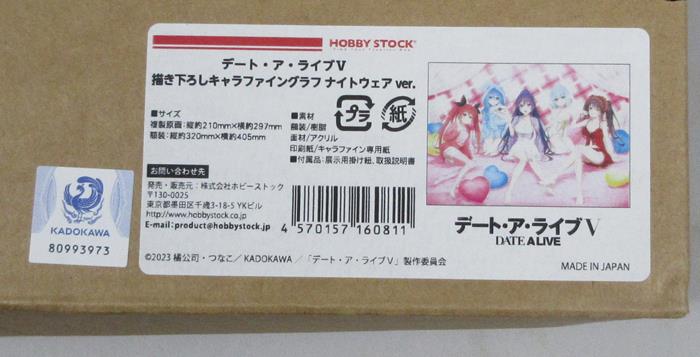 HOBBY STOCK
デート・ア・ライブⅤ
描き下ろしキャラファイングラフ ナイトウェア ver.
■サイズ
複製原画:縦約210mm×横約297mm
額装:縦約320mm×横約405mm
■素材
額装/樹脂
面材/アクリル
印刷紙/キャラファイン専用紙
■付属品:展示用掛け紐、取扱説明書
プラ
紙
お問い合わせ先
発売・販売元:株式会社ホビーストック
〒130-0025
東京都墨田区千歳3-18-5 YKビル
http://www.hobbystock.co.jp
E-mail:product@hobbystock.jp
4 570157 160811
©2023 橘公司・つなこ/KADOKAWA/「デート・ア・ライブⅤ」製作委員会
デート・ア・ライブⅤ
DATE A LIVE
MADE IN JAPAN
KADOKAWA
80993973